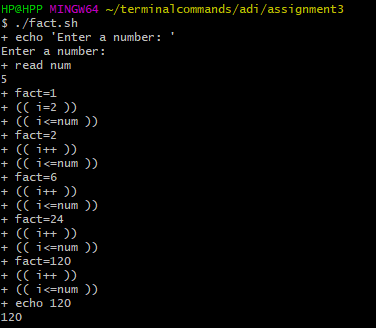 HP@HPP MINGW64 ~/terminalcommands/adi/assignment3
$ ./fact.sh
+ echo 'Enter a number: '
Enter a number:
+ read num
5
+ fact=1
+ (( i=2 ))
+ (( i<=num ))
+ fact=2
+ (( i++ ))
+ (( i<=num ))
+ fact=6
+ (( i++ ))
+ (( i<=num ))
+ fact=24
+ (( i++ ))
+ (( i<=num ))
+ fact=120
+ (( i++ ))
+ (( i<=num ))
+ echo 120
120